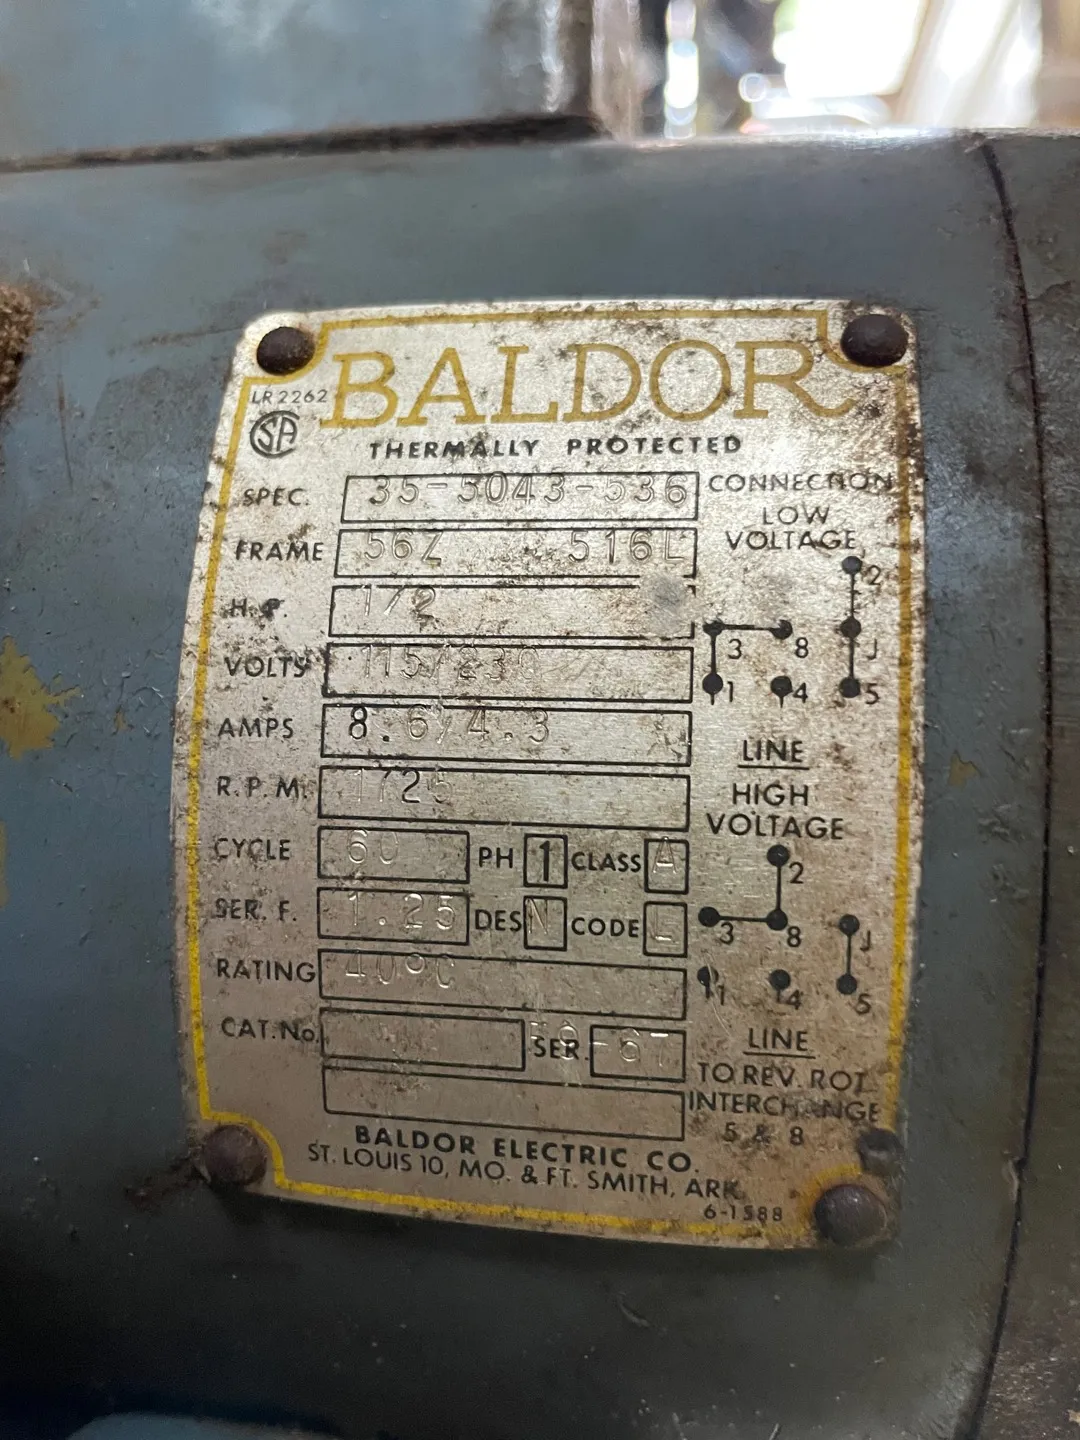 BALDOR
LR 2262
SA
THERMALLY PROTECTED
SPEC. 35-5043-536
FRAME 56Z 516L
H.P. 1/2
VOLTS 115/230
AMPS 8.6/4.3
R.P.M. 1725
CYCLE 60 PH 1 CLASS A
SER. F. 1.25 DES N CODE L
RATING 40°C
CAT. No. SER.
CONNECTION
LOW
VOLTAGE
2
3 8 J
1 4 5
LINE
HIGH
VOLTAGE
2
3 8 J
1 4 5
LINE
TO REV. ROT.
INTERCHANGE
5 & 8
BALDOR ELECTRIC CO.
ST. LOUIS 10, MO. & FT. SMITH, ARK.
6-1588